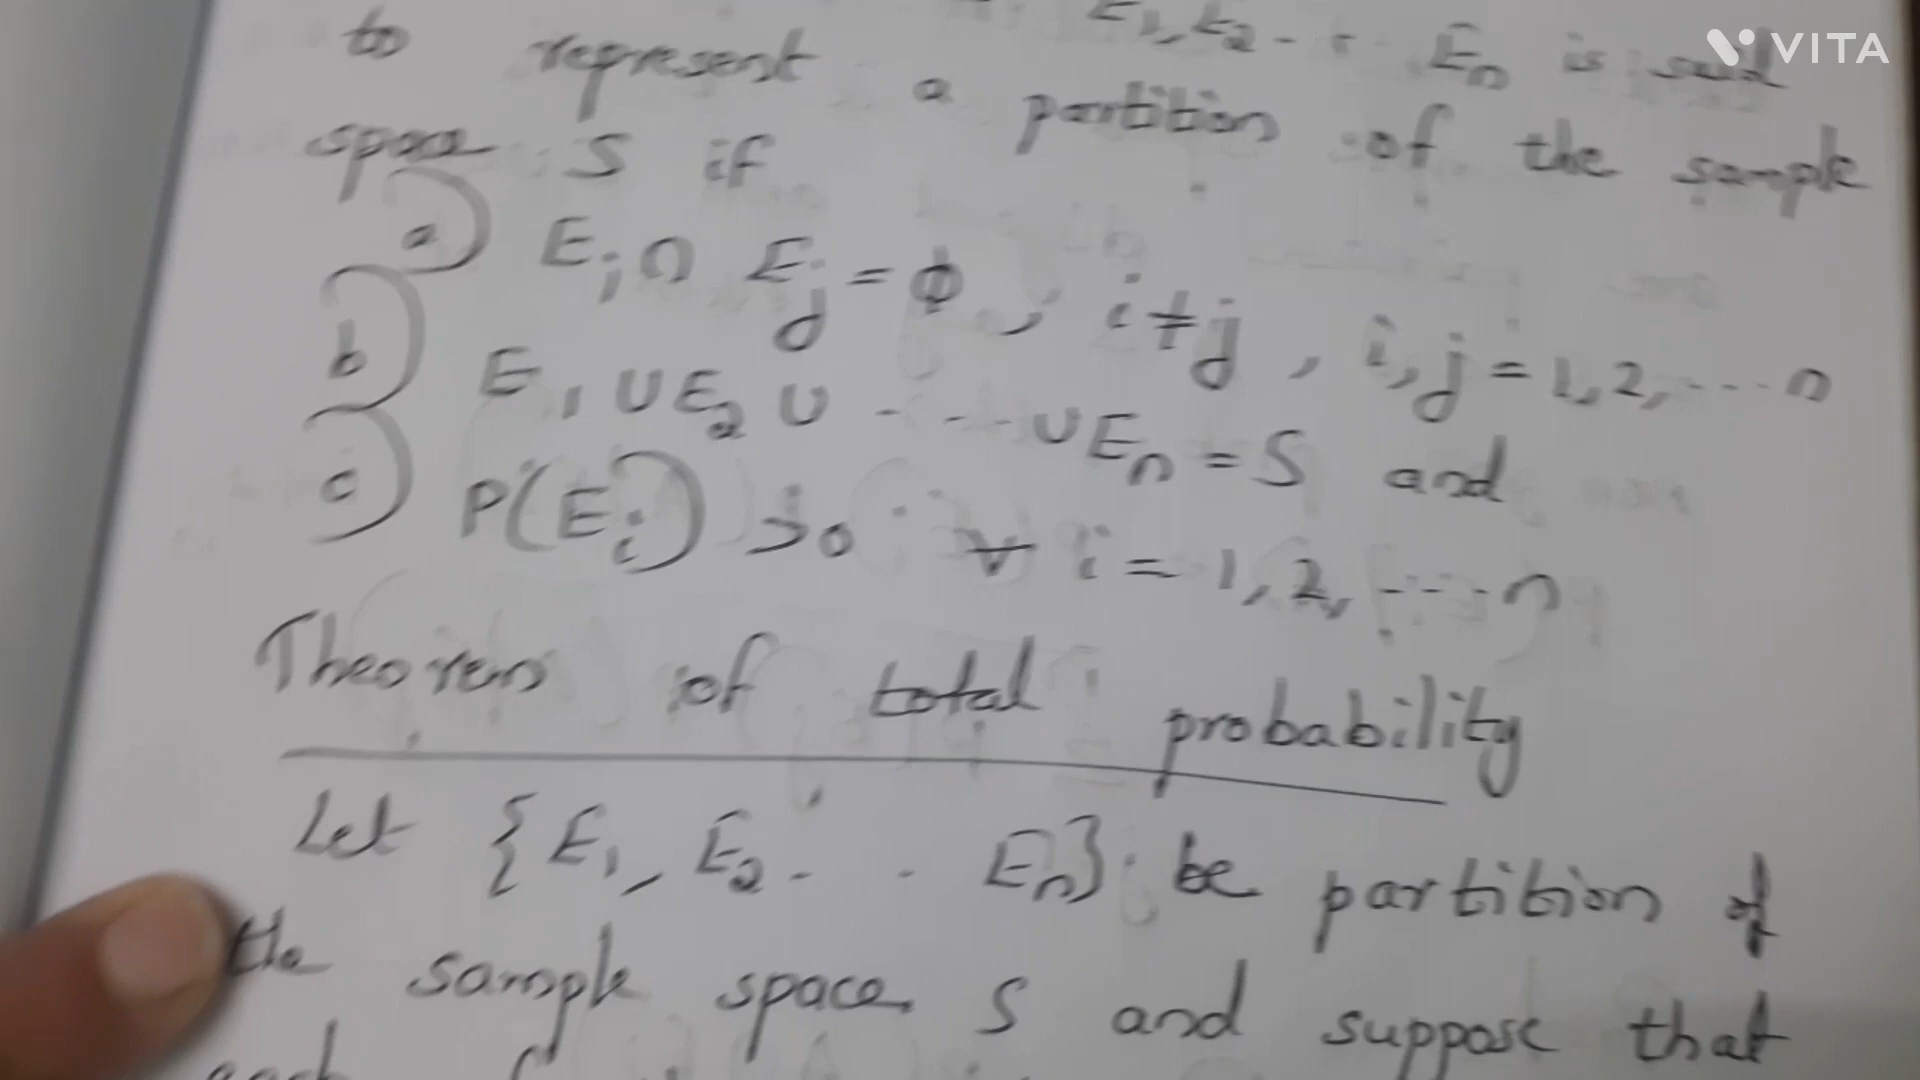 E1, E2 - - En is said
to represent a partition of the sample
space S if
a) Ei ∩ Ej = ϕ, i ≠ j, i, j = 1, 2, ... n
b) E1 ∪ E2 ∪ - - - ∪ En = S and
c) P(Ei) > 0 ∀ i = 1, 2, ... n
Theorem of total probability
Let {E1, E2 - - En} be partition of
the sample space S and suppose that
each
VITA